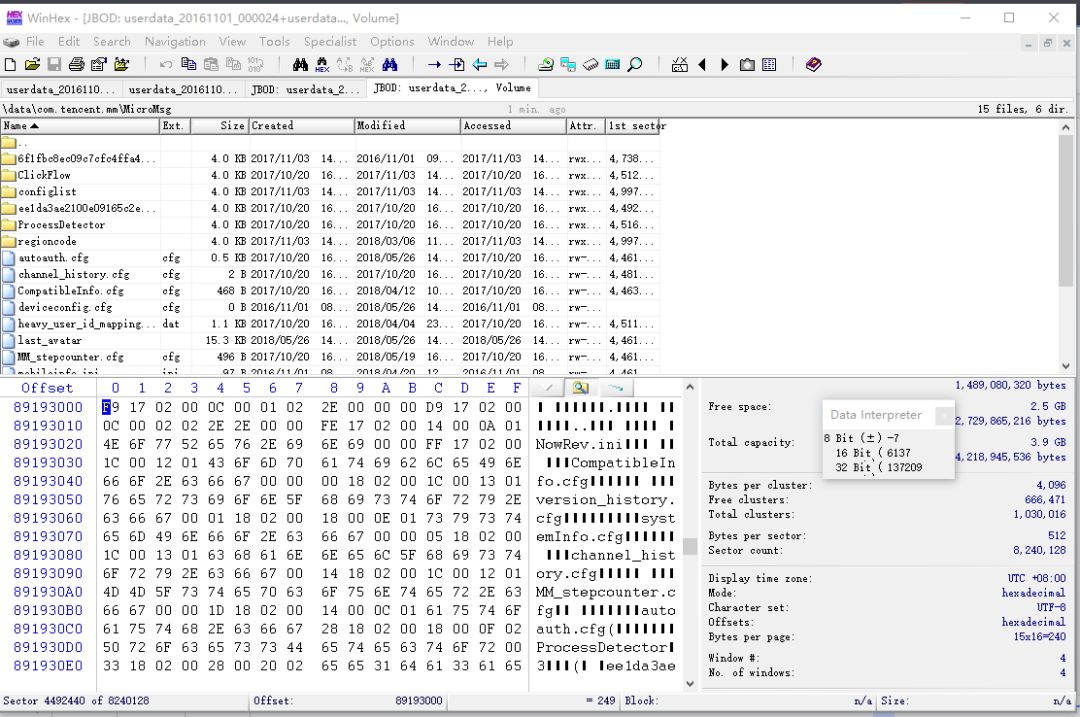 WinHex - [JBOD: userdata_20161101_000024+userdata..., Volume]
File Edit Search Navigation View Tools Specialist Options Window Help
userdata_2016110... userdata_2016110... JBOD: userdata_2... JBOD: userdata_2..., Volume
\data\com.tencent.mm\MicroMsg 1 min. ago 15 files, 6 dir.
Name Ext. Size Created Modified Accessed Attr. 1st sector
..
6f1fbc8ec09c7cfc4ffa4... 4.0 KB 2017/11/03 14... 2016/11/01 09... 2017/11/03 14... rwx... 4,738...
ClickFlow 4.0 KB 2017/10/20 16... 2017/11/03 14... 2017/10/20 16... rwx... 4,512...
configlist 4.0 KB 2017/11/03 14... 2017/11/03 14... 2017/11/03 14... rwx... 4,997...
ee1da3ae2100e09165c2e... 4.0 KB 2017/10/20 16... 2017/10/20 16... 2017/10/20 16... rwx... 4,492...
ProcessDetector 4.0 KB 2017/10/20 16... 2017/10/20 16... 2017/10/20 16... rwx... 4,516...
regioncode 4.0 KB 2017/11/03 14... 2018/03/06 11... 2017/11/03 14... rwx... 4,997...
autoauth.cfg cfg 0.5 KB 2017/10/20 16... 2018/05/26 14... 2017/10/20 16... rw-... 4,461...
channel_history.cfg cfg 2 B 2017/10/20 16... 2017/10/20 16... 2017/10/20 16... rw-... 4,481...
CompatibleInfo.cfg cfg 468 B 2017/10/20 16... 2018/04/12 10... 2017/10/20 16... rw-... 4,463...
deviceconfig.cfg cfg 0 B 2016/11/01 08... 2018/05/26 14... 2016/11/01 08... rw-...
heavy_user_id_mapping... dat 1.1 KB 2017/10/20 16... 2018/04/04 23... 2017/10/20 16... rw-... 4,511...
last_avatar 15.3 KB 2018/05/26 14... 2018/05/26 14... 2018/05/26 14... rw-... 4,461...
MM_stepcounter.cfg cfg 496 B 2017/10/20 16... 2018/05/19 16... 2017/10/20 16... rw-... 4,461...
mobileinfo.ini ini 97 B 2016/11/01 08... 2018/04/20 12... 2016/11/01 08... rw-... 4,461
Offset 0 1 2 3 4 5 6 7 8 9 A B C D E F
89193000 F9 17 02 00 0C 00 01 02 2E 00 00 00 D9 17 02 00
89193010 0C 00 02 02 2E 2E 00 00 FE 17 02 00 14 00 0A 01
89193020 4E 6F 77 52 65 76 2E 69 6E 69 00 00 FF 17 02 00 NowRev.ini
89193030 1C 00 12 01 43 6F 6D 70 61 74 69 62 6C 65 49 6E CompatibleIn
89193040 66 6F 2E 63 66 67 00 00 00 18 02 00 1C 00 13 01 fo.cfg
89193050 76 65 72 73 69 6F 6E 5F 68 69 73 74 6F 72 79 2E version_history.
89193060 63 66 67 00 01 18 02 00 18 00 0E 01 73 79 73 74 cfg syst
89193070 65 6D 49 6E 66 6F 2E 63 66 67 00 00 05 18 02 00 emInfo.cfg
89193080 1C 00 13 01 63 68 61 6E 6E 65 6C 5F 68 69 73 74 channel_hist
89193090 6F 72 79 2E 63 66 67 00 14 18 02 00 1C 00 12 01 ory.cfg
891930A0 4D 4D 5F 73 74 65 70 63 6F 75 6E 74 65 72 2E 63 MM_stepcounter.c
891930B0 66 67 00 00 1D 18 02 00 14 00 0C 01 61 75 74 6F fg auto
891930C0 61 75 74 68 2E 63 66 67 28 18 02 00 18 00 0F 02 auth.cfg(
891930D0 50 72 6F 63 65 73 73 44 65 74 65 63 74 6F 72 00 ProcessDetector
891930E0 33 18 02 00 28 00 20 02 65 65 31 64 61 33 61 65 3 ( ee1da3ae
1,489,080,320 bytes
Free space: 2.5 GB
2,729,865,216 bytes
Total capacity: 3.9 GB
4,218,945,536 bytes
Bytes per cluster: 4,096
Free clusters: 666,471
Total clusters: 1,030,016
Bytes per sector: 512
Sector count: 8,240,128
Display time zone: UTC +08:00
Mode: hexadecimal
Character set: UTF-8
Offsets: hexadecimal
Bytes per page: 15x16=240
Window #: 4
No. of windows: 4
Data Interpreter
8 Bit (±) -7
16 Bit ( 6137
32 Bit ( 137209
Sector 4492440 of 8240128 Offset: 89193000 = 249 Block: n/a Size: n/a